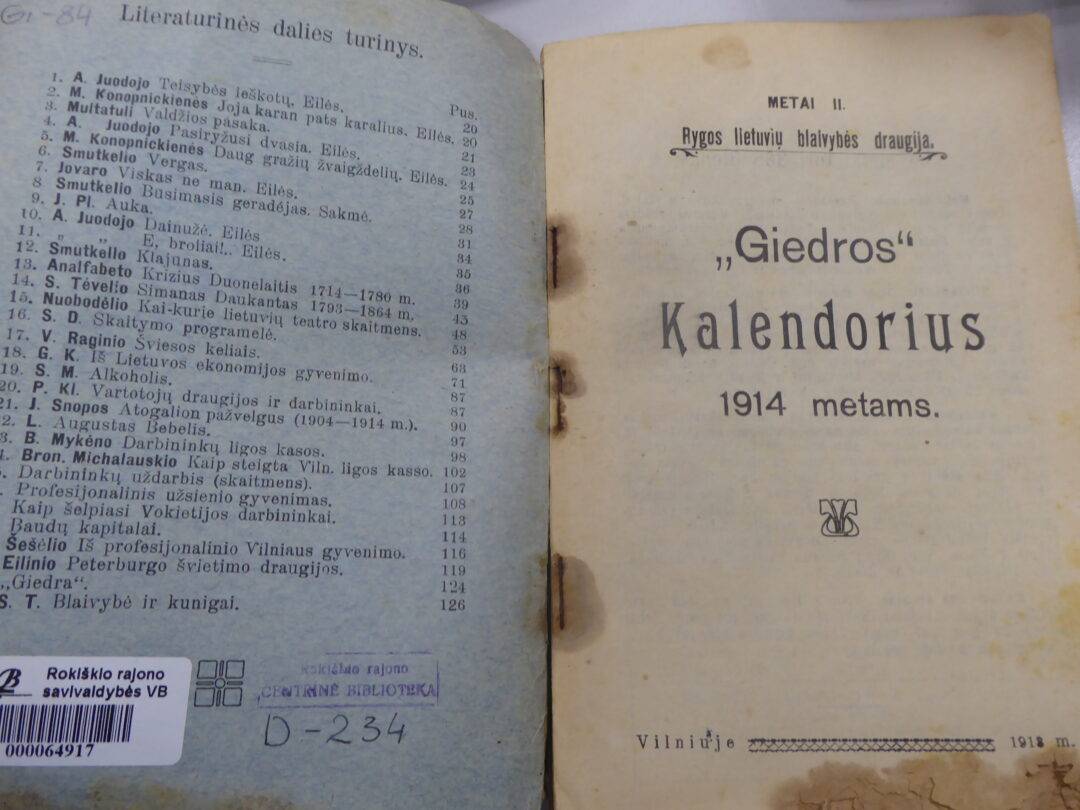 GI-84
Literaturinės dalies turinys.
Pus.
1. A. Juodojo Teisybės ieškotų. Eilės. 20
2. M. Konopnickienės Joja karan pats karalius. Eilės. 20
3. Multatuli Valdžios pasaka. 21
4. A. Juodojo Pasiryžusi dvasia. Eilės. 23
5. M. Konopnickienės Daug gražių žvaigždelių. Eilės. 24
6. Smutkelio Vergas. 25
7. Jovaro Viskas ne man. Eilės. 27
8 Smutkelio Busimasis geradėjas. Sakmė. 28
9. J. Pl. Auka. 31
10. A. Juodojo Dainužė. Eilės 34
11. „ „ E, broliai!.. Eilės. 35
12. Smutkelio Klajunas. 36
13. Analfabeto Krizius Duonelaitis 1714—1780 m. 39
14. S. Tėvelio Simanas Daukantas 1793—1864 m. 43
15. Nuobodėlio Kai-kurie lietuvių teatro skaitmens. 48
16. S. D. Skaitymo programelė. 53
17. V. Raginio Šviesos keliais. 63
18. G. K. Iš Lietuvos ekonomijos gyvenimo. 71
19. S. M. Alkoholis. 87
20. P. Kl. Vartotojų draugijos ir darbininkai. 87
21. J. Snopos Atogalion pažvelgus (1904—1914 m.). 90
2. L. Augustas Bebelis. 97
3. B. Mykėno Darbininkų ligos kasos. 98
4. Bron. Michalauskio Kaip steigta Viln. ligos kasso. 102
Darbininkų uždarbis (skaitmens). 107
Profesijonalinis užsienio gyvenimas. 108
Kaip šelpiasi Vokietijos darbininkai. 113
Baudų kapitalai. 114
Šešėlio Iš profesijonalinio Vilniaus gyvenimo. 116
Eilinio Peterburgo švietimo draugijos. 119
„Giedra“. 124
S. T. Blaivybė ir kunigai. 126
B
Rokiškio rajono
savivaldybės VB
000064917
Rokiškio rajono
CENTRINĖ BIBLIOTEKA
D-234
METAI II.
Rygos lietuvių blaivybės draugija.
„Giedros“
Kalendorius
1914 metams.
Vilniuje 1913 m.